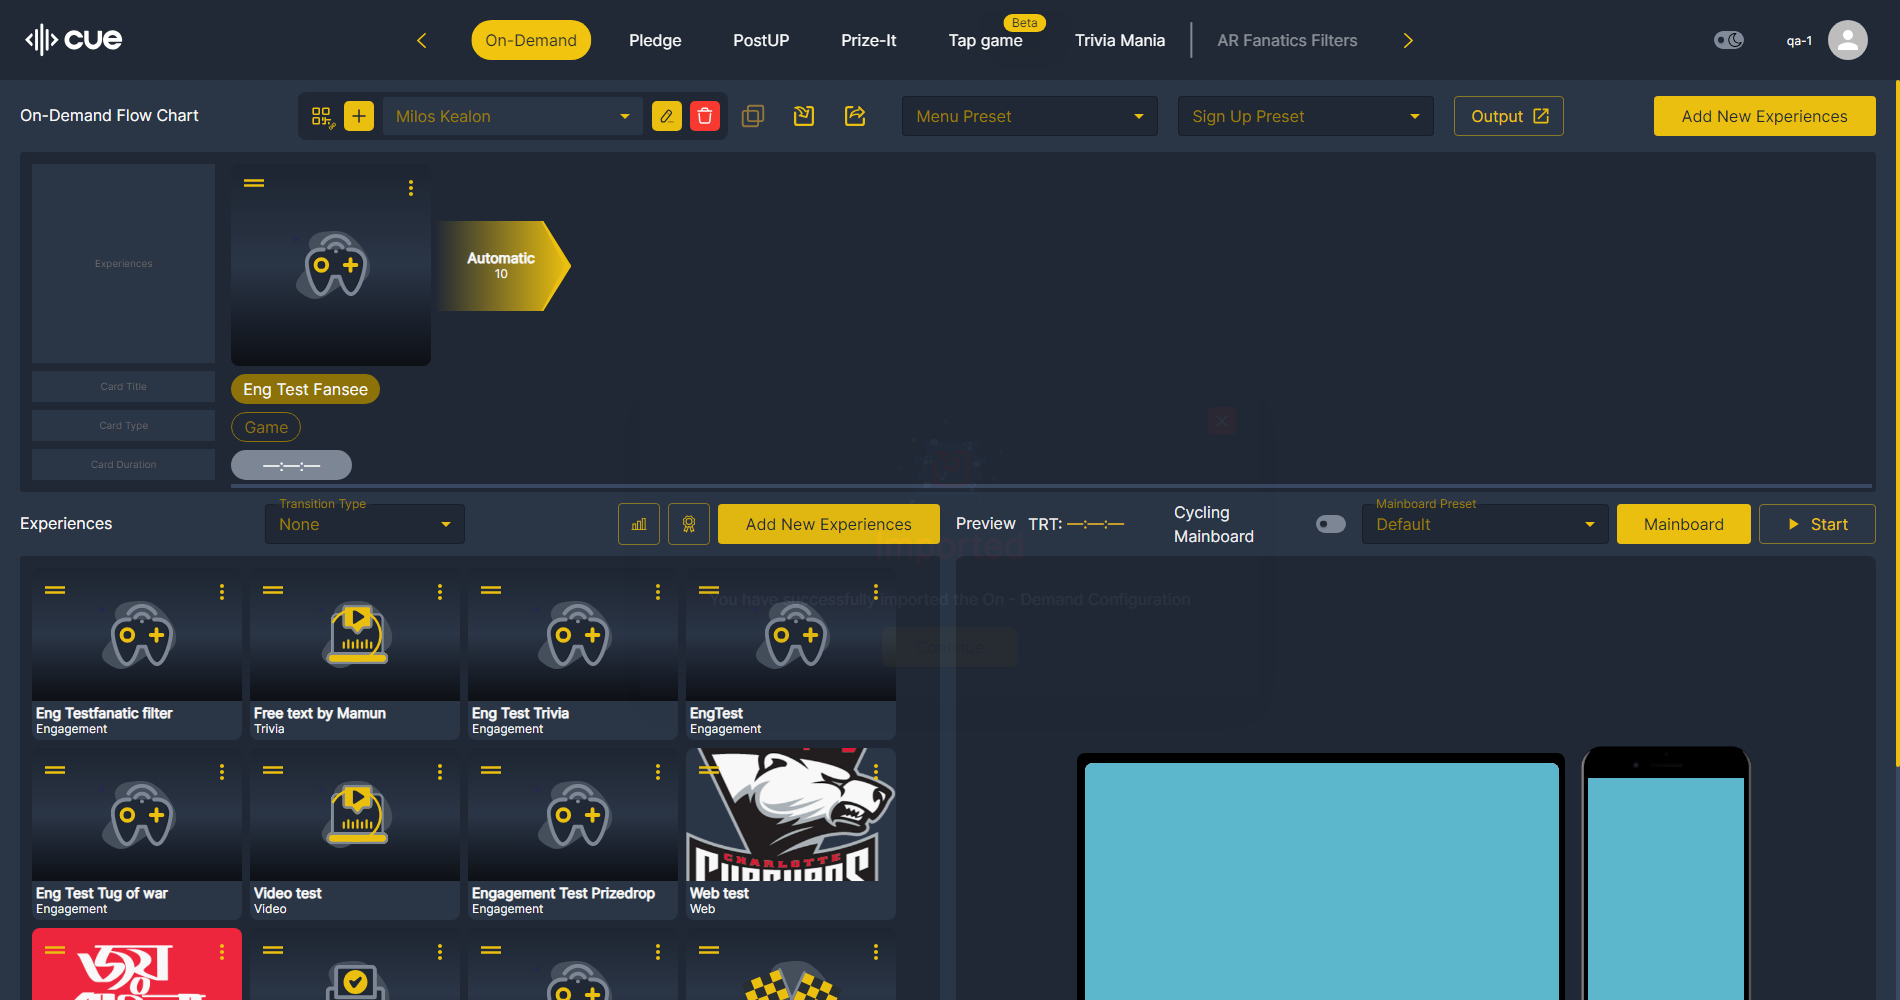 cue
On-Demand
Pledge
PostUP
Prize-It
Beta
Tap game
Trivia Mania
AR Fanatics Filters
qa-1
On-Demand Flow Chart
Milos Kealon
Menu Preset
Sign Up Preset
Output
Add New Experiences
Experiences
Automatic
10
Card Title
Eng Test Fansee
Card Type
Game
Card Duration
—:—:—
Experiences
Transition Type
None
Add New Experiences
Preview
TRT: —:—:—
Cycling
Mainboard
Mainboard Preset
Default
Mainboard
Start
Imported
You have successfully imported the On - Demand Configuration
Eng Testfanatic filter
Engagement
Free text by Mamun
Trivia
Eng Test Trivia
Engagement
EngTest
Engagement
Eng Test Tug of war
Engagement
Video test
Video
Engagement Test Prizedrop
Engagement
CHARLOTTE
Web test
Web
জয়